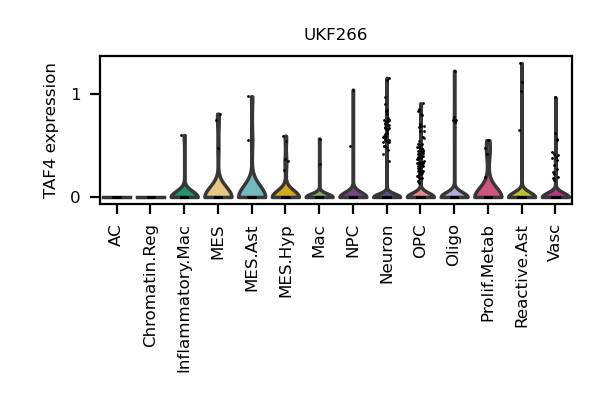 UKF266
TAF4 expression
1
0
AC
Chromatin.Reg
Inflammatory.Mac
MES
MES.Ast
MES.Hyp
Mac
NPC
Neuron
OPC
Oligo
Prolif.Metab
Reactive.Ast
Vasc